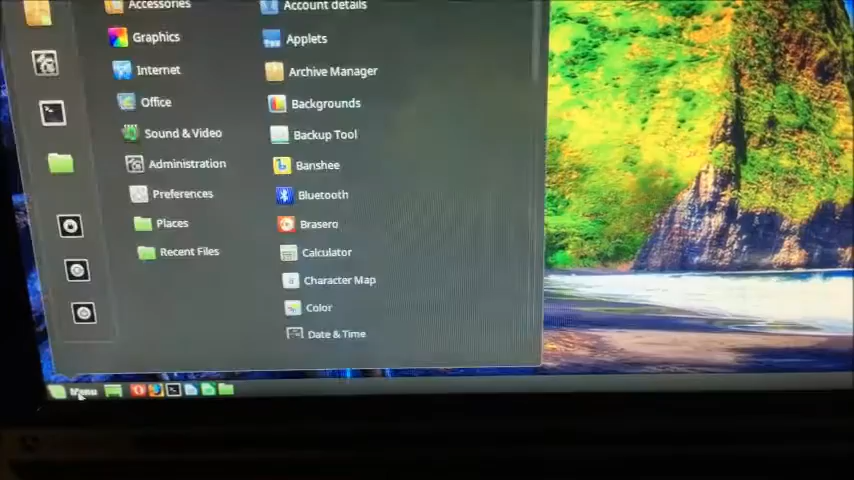 Accessories
Graphics
Internet
Office
Sound & Video
Administration
Preferences
Places
Recent Files
Account details
Applets
Archive Manager
Backgrounds
Backup Tool
Banshee
Bluetooth
Brasero
Calculator
Character Map
Color
Date & Time
Menu